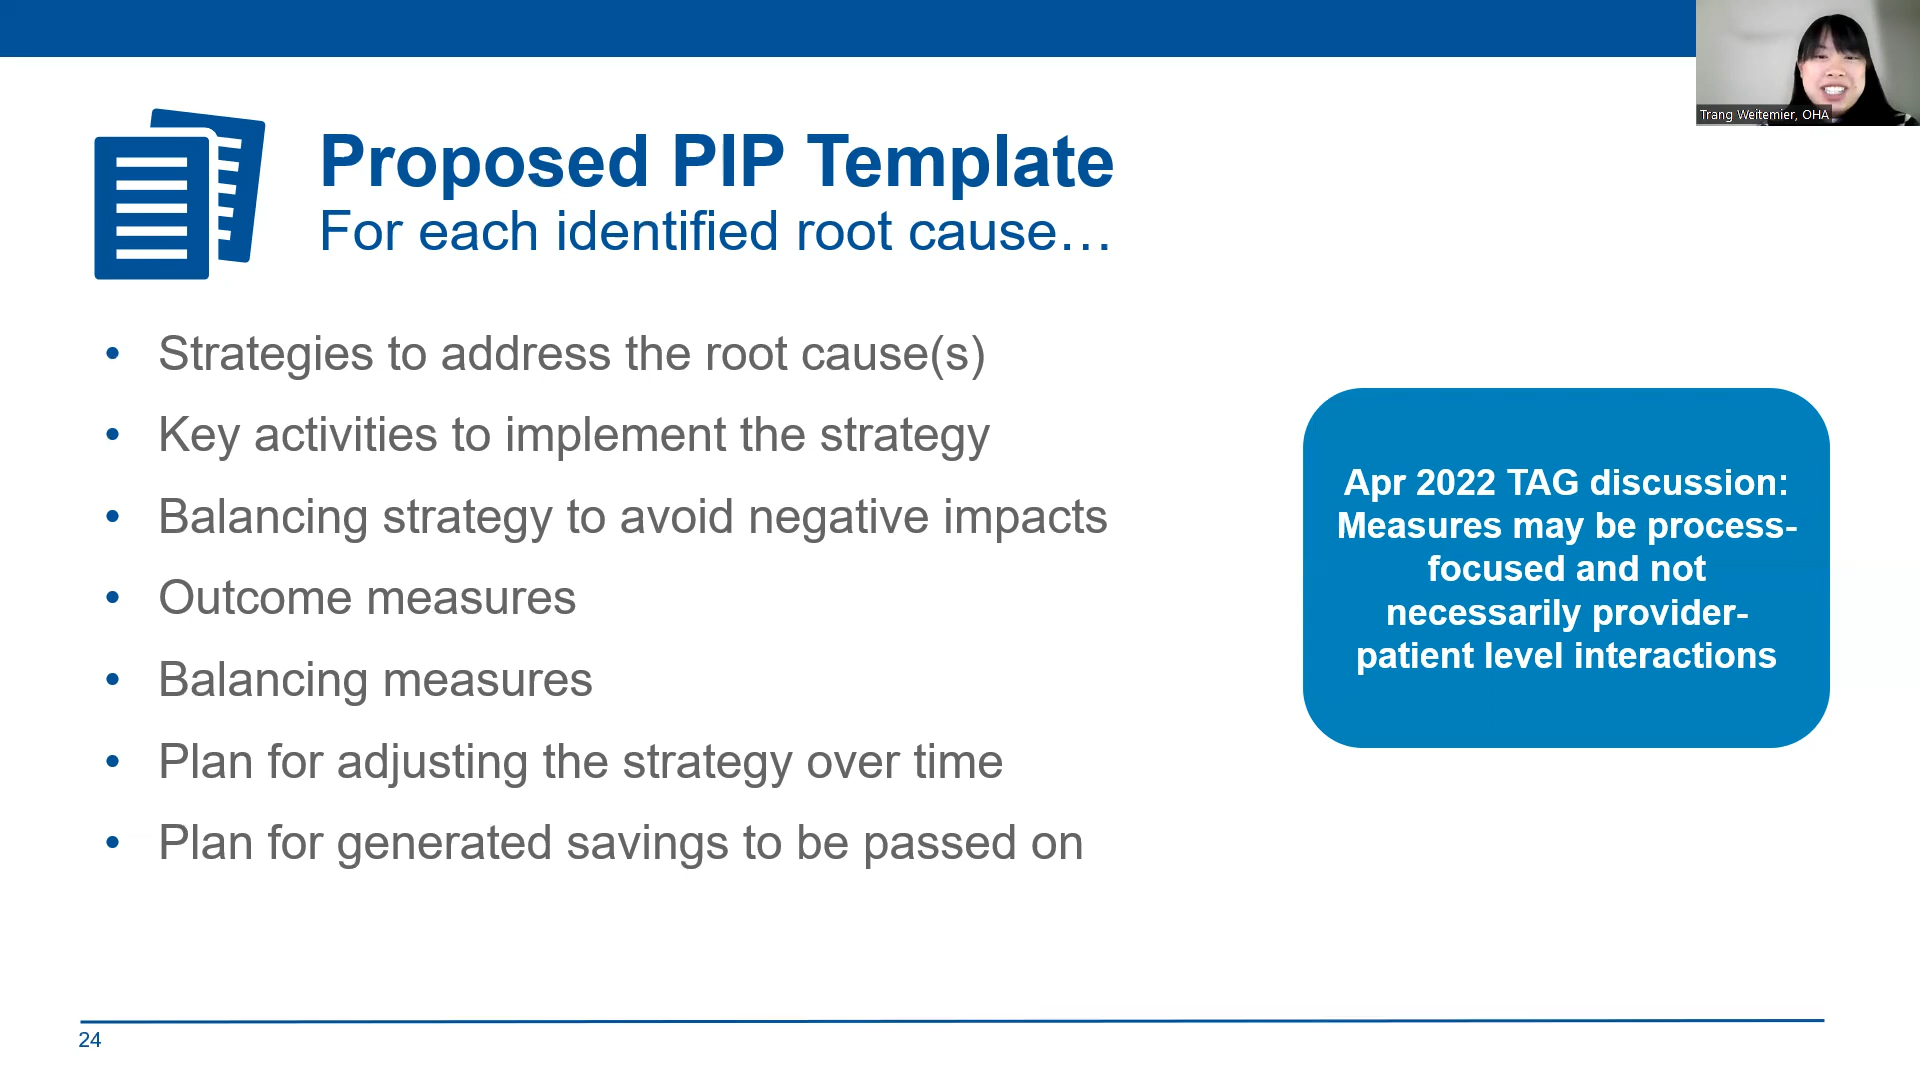 Trang Weitemier, OHA
Proposed PIP Template
For each identified root cause…
• Strategies to address the root cause(s)
• Key activities to implement the strategy
• Balancing strategy to avoid negative impacts
• Outcome measures
• Balancing measures
• Plan for adjusting the strategy over time
• Plan for generated savings to be passed on
Apr 2022 TAG discussion:
Measures may be process-
focused and not
necessarily provider-
patient level interactions
24